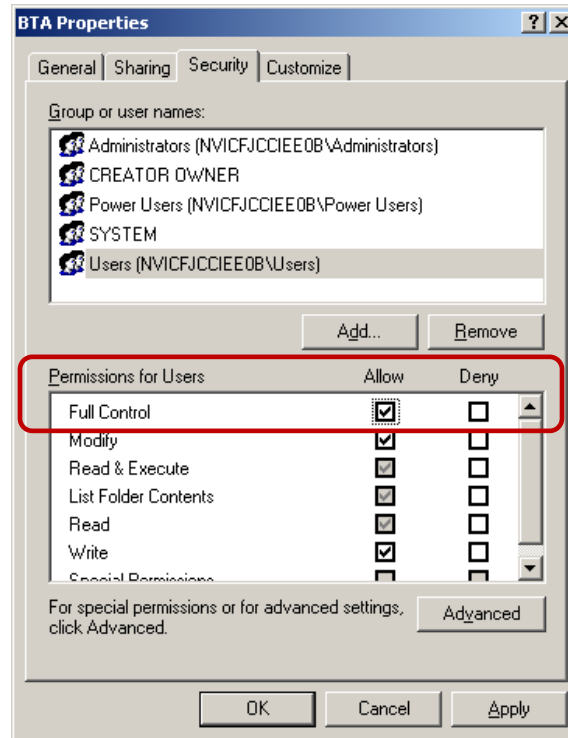 BTA Properties
General Sharing Security Customize
Group or user names:
Administrators (NVICFJCCIEE0B\Administrators)
CREATOR OWNER
Power Users (NVICFJCCIEE0B\Power Users)
SYSTEM
Users (NVICFJCCIEE0B\Users)
Add... Remove
Permissions for Users Allow Deny
Full Control
Modify
Read & Execute
List Folder Contents
Read
Write
Special Permissions
For special permissions or for advanced settings, Advanced
click Advanced.
OK Cancel Apply